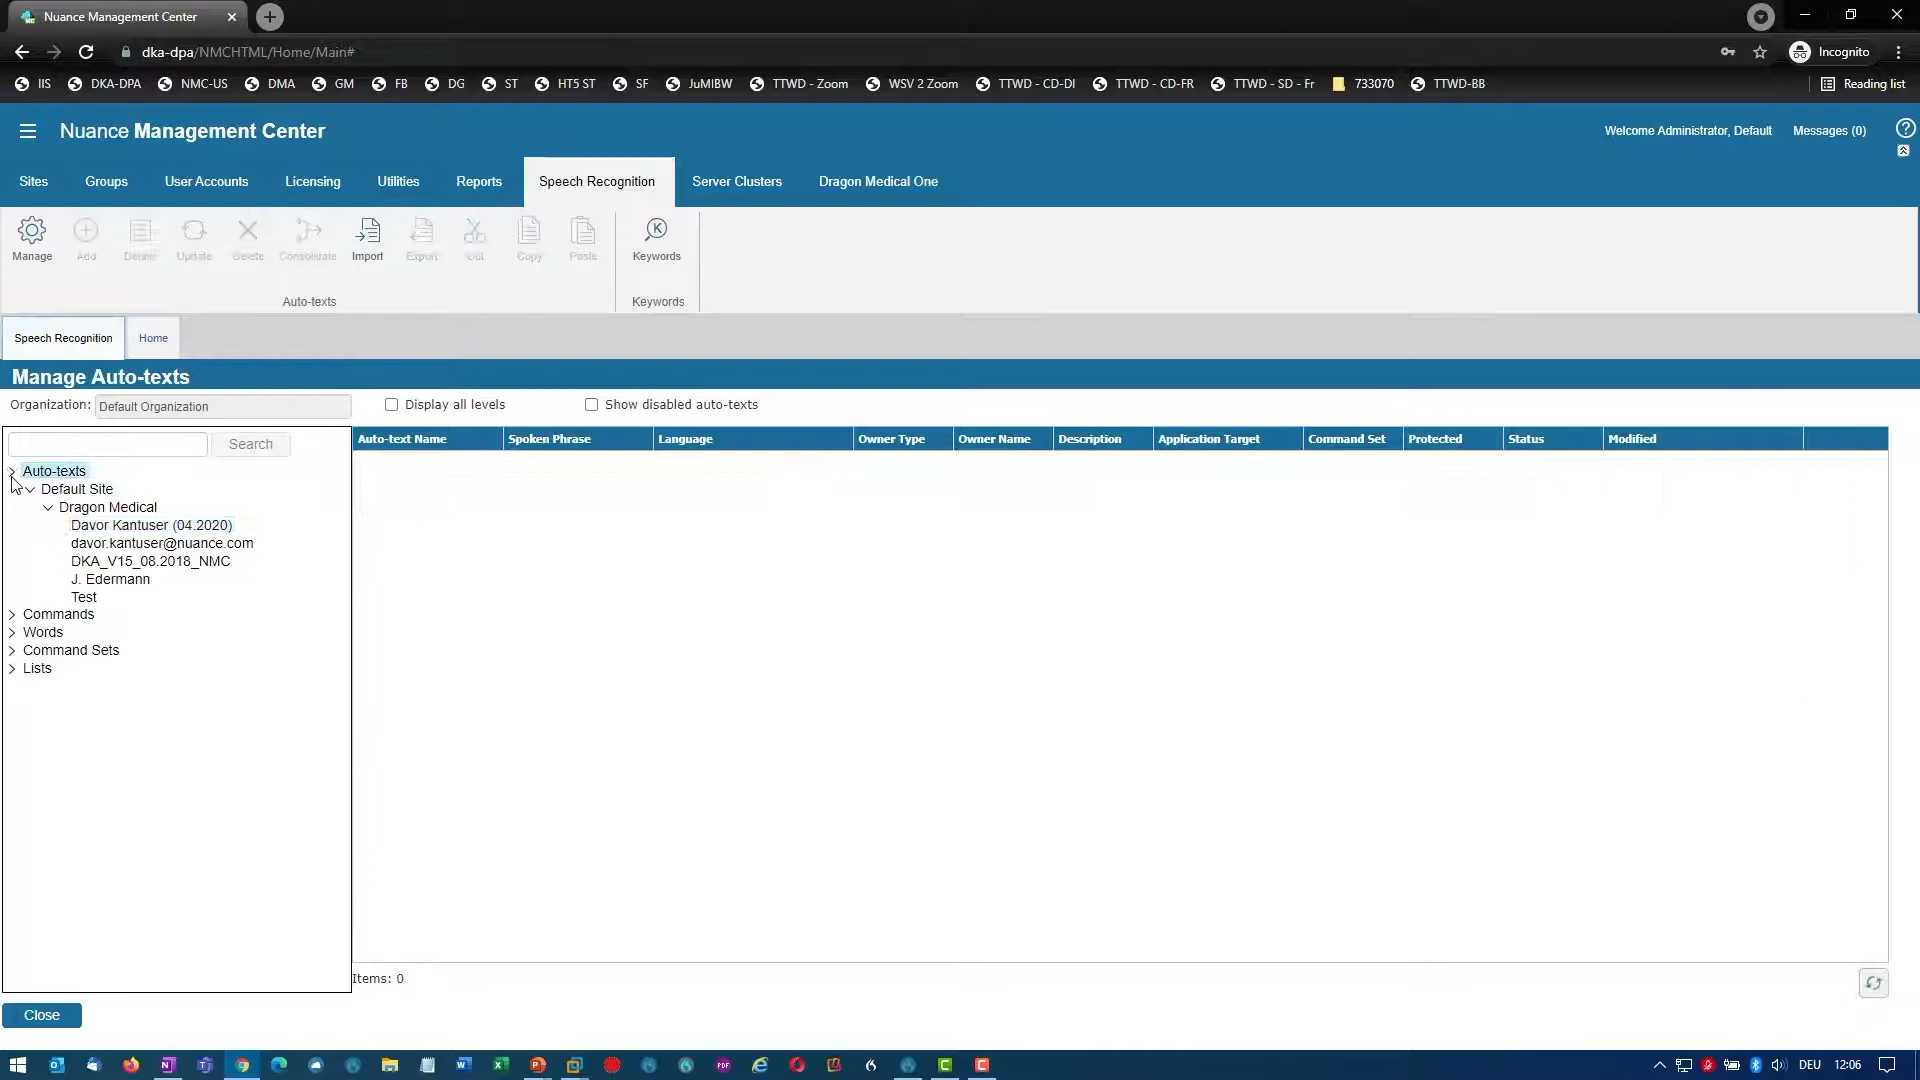 Nuance Management Center
dka-dpa/NMCHTML/Home/Main#
Incognito
IIS DKA-DPA NMC-US DMA GM FB DG ST HT5 ST SF JuMIBW TTWD - Zoom WSV 2 Zoom TTWD - CD-DI TTWD - CD-FR TTWD - SD - Fr 733070 TTWD-BB Reading list
Nuance Management Center
Welcome Administrator, Default Messages (0)
Sites Groups User Accounts Licensing Utilities Reports Speech Recognition Server Clusters Dragon Medical One
Manage Add Details Update Delete Consolidate Import Export Cut Copy Paste Keywords
Auto-texts Keywords
Speech Recognition Home
Manage Auto-texts
Organization: Default Organization Display all levels Show disabled auto-texts
Search
Auto-text Name Spoken Phrase Language Owner Type Owner Name Description Application Target Command Set Protected Status Modified
Auto-texts
Default Site
Dragon Medical
Davor Kantuser (04.2020)
davor.kantuser@nuance.com
DKA_V15_08.2018_NMC
J. Edermann
Test
Commands
Words
Command Sets
Lists
Items: 0
Close
DEU 12:06